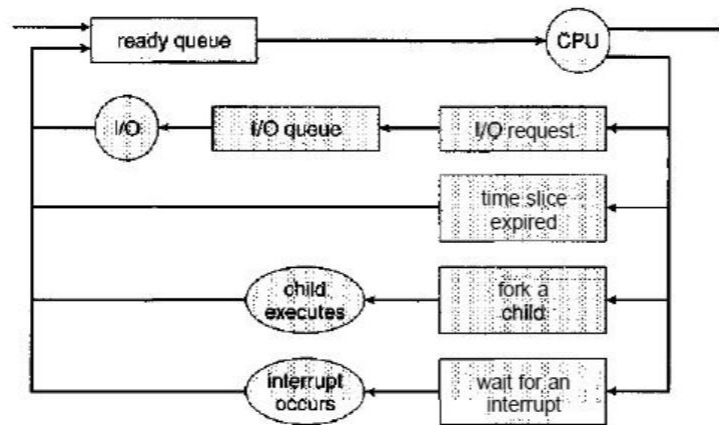 ready queue
CPU
I/O
I/O queue
I/O request
time slice
expired
child
executes
fork a
child
interrupt
occurs
wait for an
interrupt